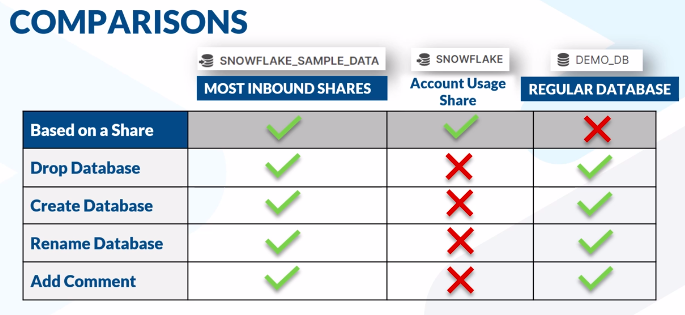 COMPARISONS
SNOWFLAKE_SAMPLE_DATA
SNOWFLAKE
DEMO_DB
MOST INBOUND SHARES
Account Usage
Share
REGULAR DATABASE
Based on a Share
Drop Database
Create Database
Rename Database
Add Comment